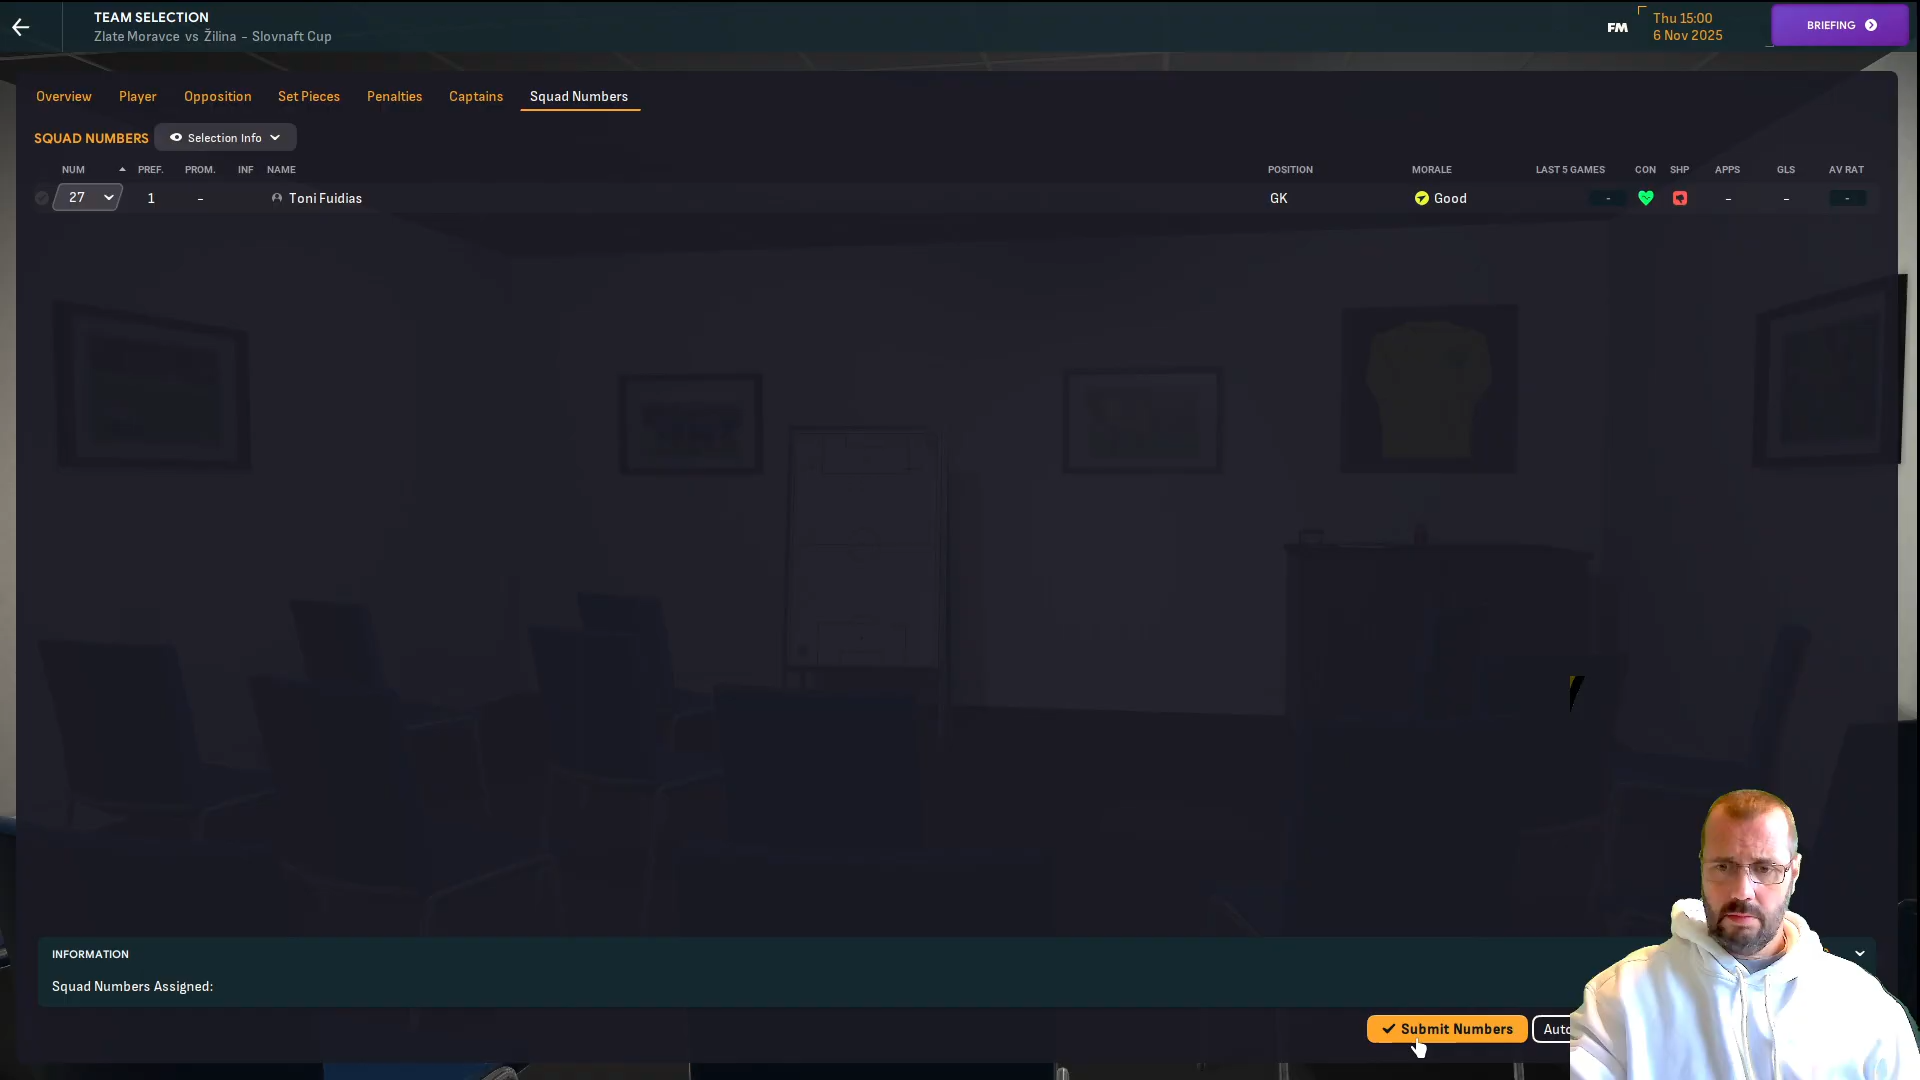 TEAM SELECTION
Zlate Moravce vs Žilina - Slovnaft Cup
FM
Thu 15:00
6 Nov 2025
BRIEFING
Overview Player Opposition Set Pieces Penalties Captains Squad Numbers
SQUAD NUMBERS Selection Info
NUM PREF. PROM. INF NAME POSITION MORALE LAST 5 GAMES CON SHP APPS GLS AV RAT
27 1 - Toni Fuidias GK Good - - - -
INFORMATION
Squad Numbers Assigned:
Submit Numbers